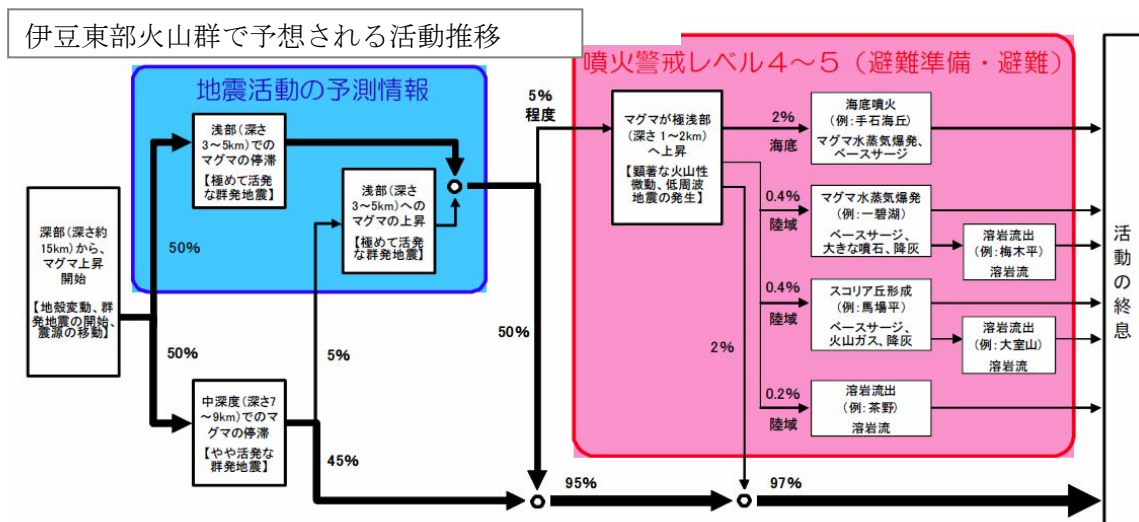 伊豆東部火山群で予想される活動推移
地震活動の予測情報
噴火警戒レベル4～5（避難準備・避難）
深部（深さ約
15km）から、
マグマ上昇
開始
【地殻変動、群
発地震の開始、
震源の移動】
50%
50%
浅部（深さ
3～5km）での
マグマの停滞
【極めて活発
な群発地震】
浅部（深さ
3～5km）への
マグマの上昇
【極めて活発
な群発地震】
5%
中深度（深さ7
～9km）でのマ
グマの停滞
【やや活発な
群発地震】
45%
50%
5%
程度
マグマが極浅部
（深さ1～2km）
へ上昇
【顕著な火山性
微動、低周波
地震の発生】
2%
海底
海底噴火
（例：手石海丘）
マグマ水蒸気爆発、
ベースサージ
0.4%
陸域
マグマ水蒸気爆発
（例：一碧湖）
ベースサージ、
大きな噴石、降灰
溶岩流出
（例：梅木平）
溶岩流
0.4%
陸域
スコリア丘形成
（例：馬場平）
ベースサージ、
火山ガス、降灰
溶岩流出
（例：大室山）
溶岩流
0.2%
陸域
溶岩流出
（例：茶野）
溶岩流
2%
95%
97%
活動の終息